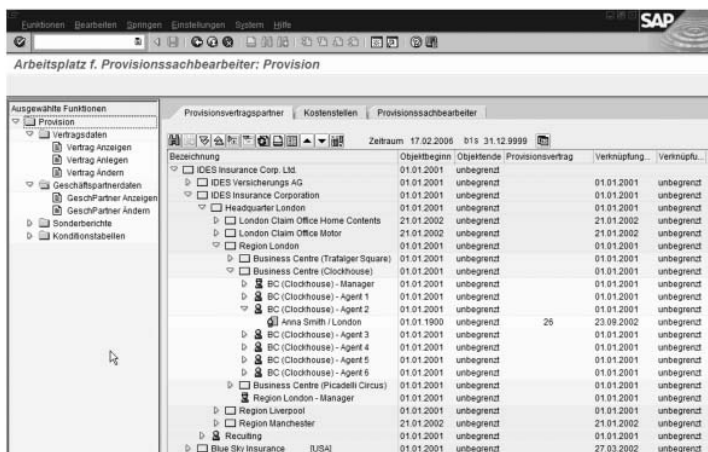 Funktionen Bearbeiten Springen Einstellungen System Hilfe
SAP
Arbeitsplatz f. Provisionssachbearbeiter: Provision
Ausgewählte Funktionen
Provision
Vertragsdaten
Vertrag Anzeigen
Vertrag Anlegen
Vertrag Ändern
Geschäftspartnerdaten
GeschPartner Anzeigen
GeschPartner Ändern
Sonderberichte
Konditionstabellen
Provisionsvertragspartner Kostenstellen Provisionssachbearbeiter
Zeitraum 17.02.2006 bis 31.12.9999
Bezeichnung Objektbeginn Objektende Provisionsvertrag Verknüpfung... Verknüpfu...
IDES Insurance Corp. Ltd. 01.01.2001 unbegrenzt
IDES Versicherungs AG 01.01.2001 unbegrenzt 01.01.2001 unbegrenzt
IDES Insurance Corporation 01.01.2001 unbegrenzt 01.01.2001 unbegrenzt
Headquarter London 01.01.2001 unbegrenzt 01.01.2001 unbegrenzt
London Claim Office Home Contents 21.01.2002 unbegrenzt 21.01.2002 unbegrenzt
London Claim Office Motor 21.01.2002 unbegrenzt 21.01.2002 unbegrenzt
Region London 01.01.2001 unbegrenzt 01.01.2001 unbegrenzt
Business Centre (Trafalger Square) 01.01.2001 unbegrenzt 01.01.2001 unbegrenzt
Business Centre (Clockhouse) 01.01.2001 unbegrenzt 01.01.2001 unbegrenzt
BC (Clockhouse) - Manager 01.01.2001 unbegrenzt 01.01.2001 unbegrenzt
BC (Clockhouse) - Agent 1 01.01.2001 unbegrenzt 01.01.2001 unbegrenzt
BC (Clockhouse) - Agent 2 01.01.2001 unbegrenzt 01.01.2001 unbegrenzt
Anna Smith / London 01.01.1900 unbegrenzt 26 23.09.2002 unbegrenzt
BC (Clockhouse) - Agent 3 01.01.2001 unbegrenzt 01.01.2001 unbegrenzt
BC (Clockhouse) - Agent 4 01.01.2001 unbegrenzt 01.01.2001 unbegrenzt
BC (Clockhouse) - Agent 5 01.01.2001 unbegrenzt 01.01.2001 unbegrenzt
BC (Clockhouse) - Agent 6 01.01.2001 unbegrenzt 01.01.2001 unbegrenzt
Business Centre (Picadelli Circus) 01.01.2001 unbegrenzt 01.01.2001 unbegrenzt
Region London - Manager 01.01.2001 unbegrenzt 01.01.2001 unbegrenzt
Region Liverpool 01.01.2001 unbegrenzt 01.01.2001 unbegrenzt
Region Manchester 21.01.2002 unbegrenzt 21.01.2002 unbegrenzt
Recuiting 01.01.2001 unbegrenzt 01.01.2001 unbegrenzt
Blue Sky Insurance [USA] 01.01.2001 unbegrenzt 27.03.2002 unbegrenzt